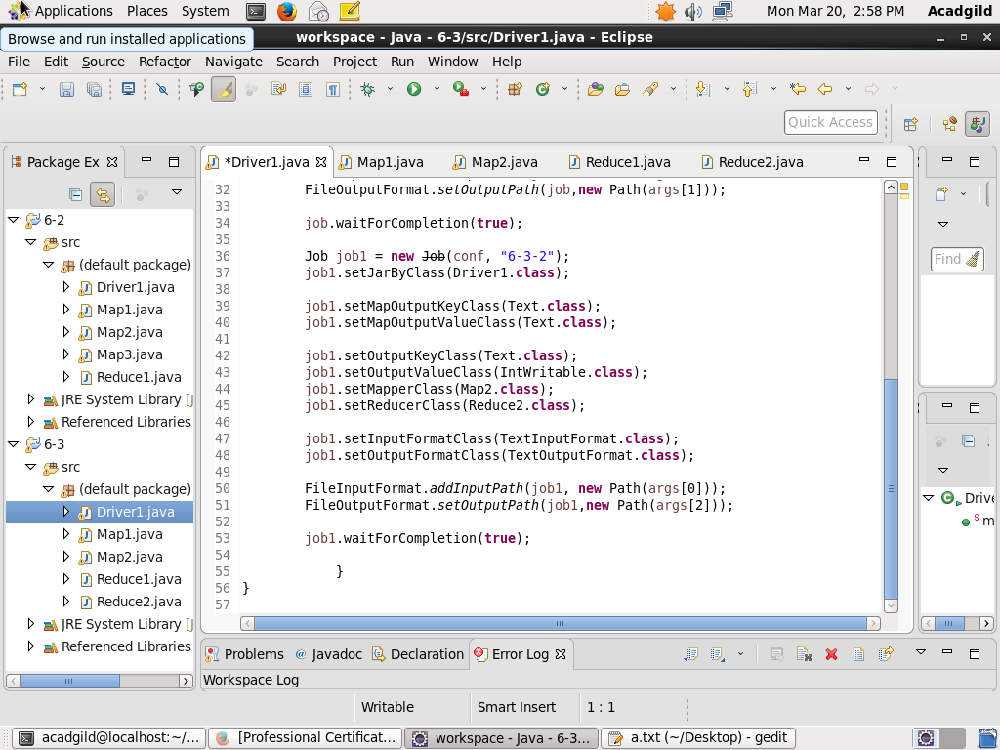 Applications Places System Mon Mar 20, 2:58 PM Acadgild
Browse and run installed applications
workspace - Java - 6-3/src/Driver1.java - Eclipse
File Edit Source Refactor Navigate Search Project Run Window Help
Quick Access
Package Ex
*Driver1.java Map1.java Map2.java Reduce1.java Reduce2.java
6-2
src
(default package)
Driver1.java
Map1.java
Map2.java
Map3.java
Reduce1.java
JRE System Library [J
Referenced Libraries
6-3
src
(default package)
Driver1.java
Map1.java
Map2.java
Reduce1.java
Reduce2.java
JRE System Library [J
Referenced Libraries
32 FileOutputFormat.setOutputPath(job,new Path(args[1]));
33
34 job.waitForCompletion(true);
35
36 Job job1 = new Job(conf, "6-3-2");
37 job1.setJarByClass(Driver1.class);
38
39 job1.setMapOutputKeyClass(Text.class);
40 job1.setMapOutputValueClass(Text.class);
41
42 job1.setOutputKeyClass(Text.class);
43 job1.setOutputValueClass(IntWritable.class);
44 job1.setMapperClass(Map2.class);
45 job1.setReducerClass(Reduce2.class);
46
47 job1.setInputFormatClass(TextInputFormat.class);
48 job1.setOutputFormatClass(TextOutputFormat.class);
49
50 FileInputFormat.addInputPath(job1, new Path(args[0]));
51 FileOutputFormat.setOutputPath(job1,new Path(args[2]));
52
53 job1.waitForCompletion(true);
54
55 }
56 }
57
Find
Drive
m
Problems Javadoc Declaration Error Log
Workspace Log
Writable Smart Insert 1 : 1
acadgild@localhost:~/... [Professional Certificat... workspace - Java - 6-3... a.txt (~/Desktop) - gedit